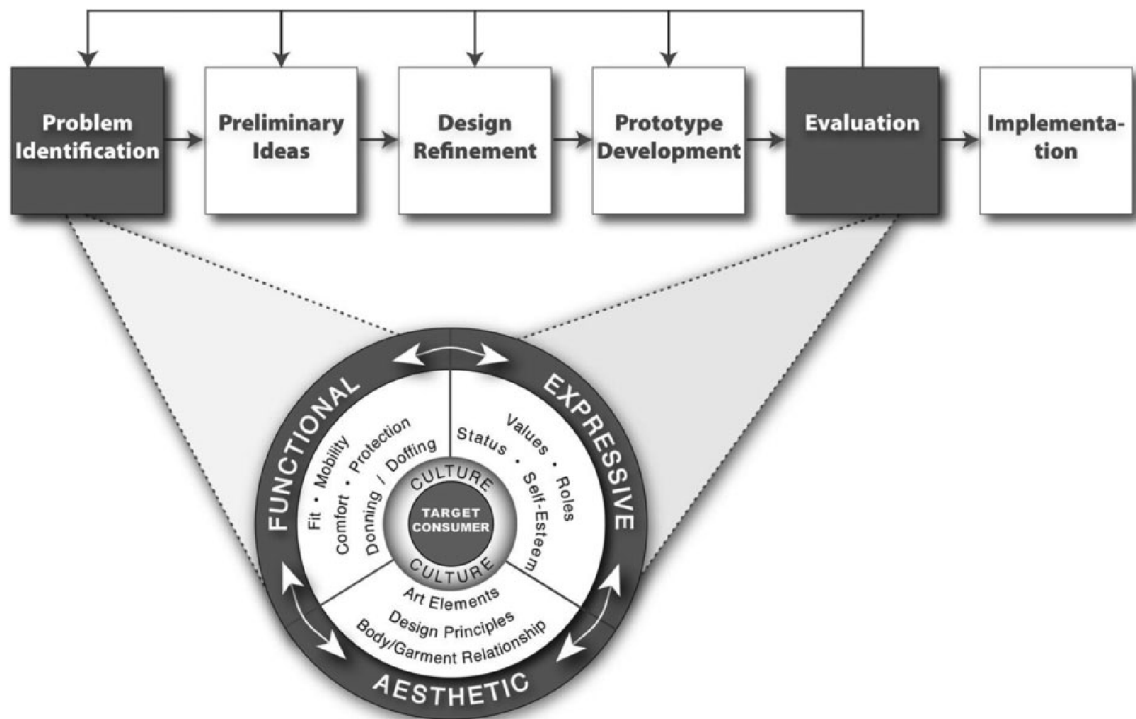 Problem
Identification
Preliminary
Ideas
Design
Refinement
Prototype
Development
Evaluation
Implementa-
tion
FUNCTIONAL
Fit • Mobility
Comfort • Protection
Donning / Doffing
EXPRESSIVE
Values • Roles
Status • Self-Esteem
CULTURE
TARGET
CONSUMER
CULTURE
Art Elements
Design Principles
Body/Garment Relationship
AESTHETIC